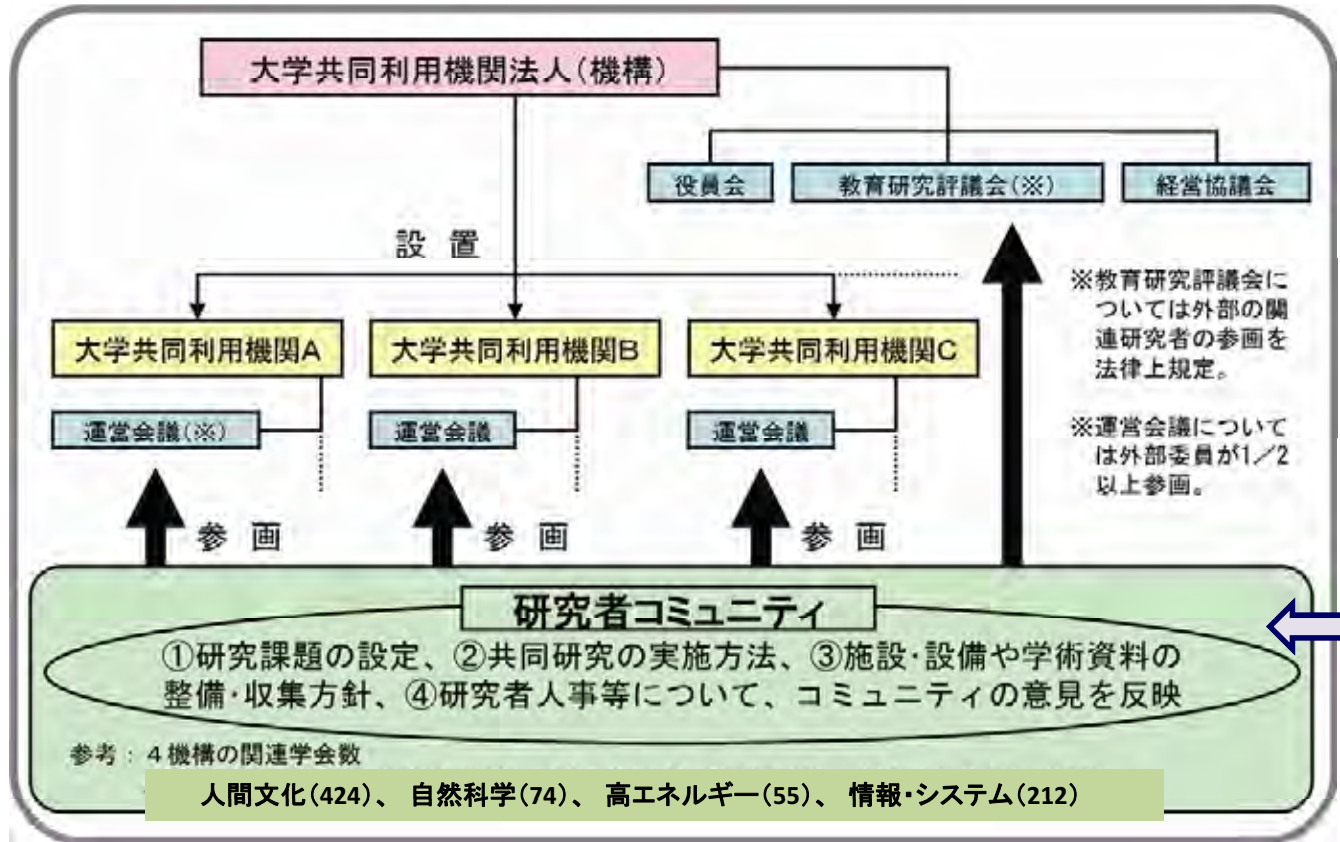 大学共同利用機関法人(機構)
役員会
教育研究評議会(※)
経営協議会
設置
大学共同利用機関A
大学共同利用機関B
大学共同利用機関C
運営会議(※)
運営会議
運営会議
※教育研究評議会に
ついては外部の関
連研究者の参画を
法律上規定。
※運営会議について
は外部委員が1/2
以上参画。
参画
参画
参画
研究者コミュニティ
①研究課題の設定、②共同研究の実施方法、③施設・設備や学術資料の
整備・収集方針、④研究者人事等について、コミュニティの意見を反映
参考:4機構の関連学会数
人間文化(424)、 自然科学(74)、 高エネルギー(55)、 情報・システム(212)